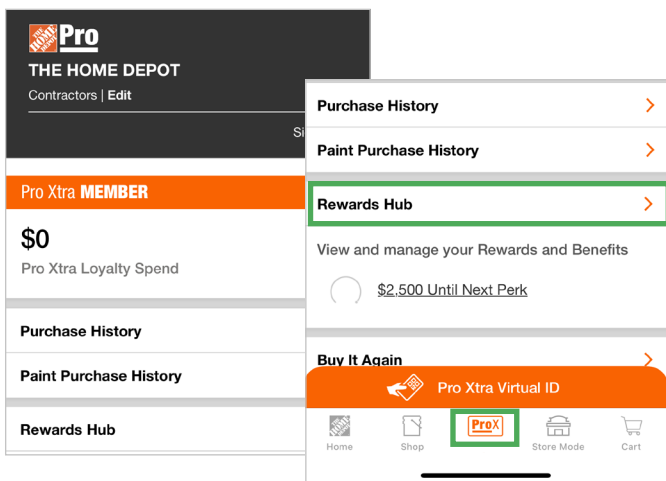 THE HOME DEPOT
Pro
THE HOME DEPOT
Contractors | Edit
Si
Pro Xtra MEMBER
$0
Pro Xtra Loyalty Spend
Purchase History
Paint Purchase History
Rewards Hub
Purchase History
Paint Purchase History
Rewards Hub
View and manage your Rewards and Benefits
$2,500 Until Next Perk
Buy It Again
Pro Xtra Virtual ID
ProX
Home
Shop
Store Mode
Cart